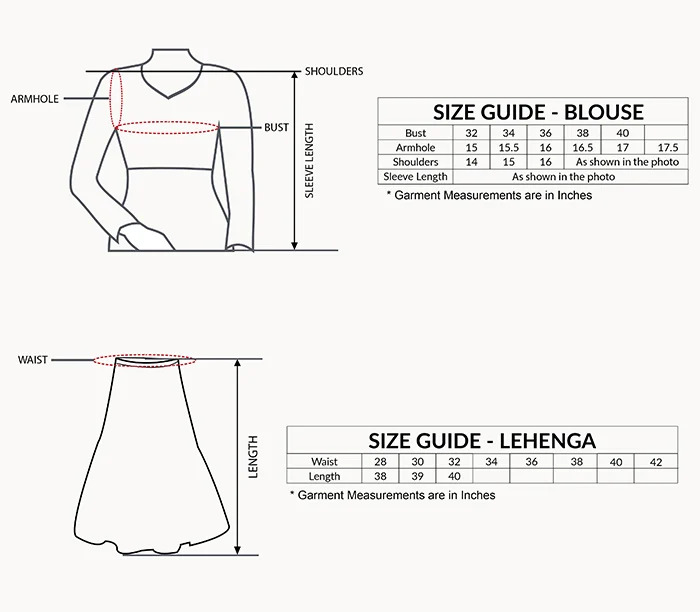 SHOULDERS
ARMHOLE
BUST
SLEEVE LENGTH
SIZE GUIDE - BLOUSE
Bust 32 34 36 38 40
Armhole 15 15.5 16 16.5 17 17.5
Shoulders 14 15 16 As shown in the photo
Sleeve Length As shown in the photo
* Garment Measurements are in Inches
WAIST
LENGTH
SIZE GUIDE - LEHENGA
Waist 28 30 32 34 36 38 40 42
Length 38 39 40
* Garment Measurements are in Inches